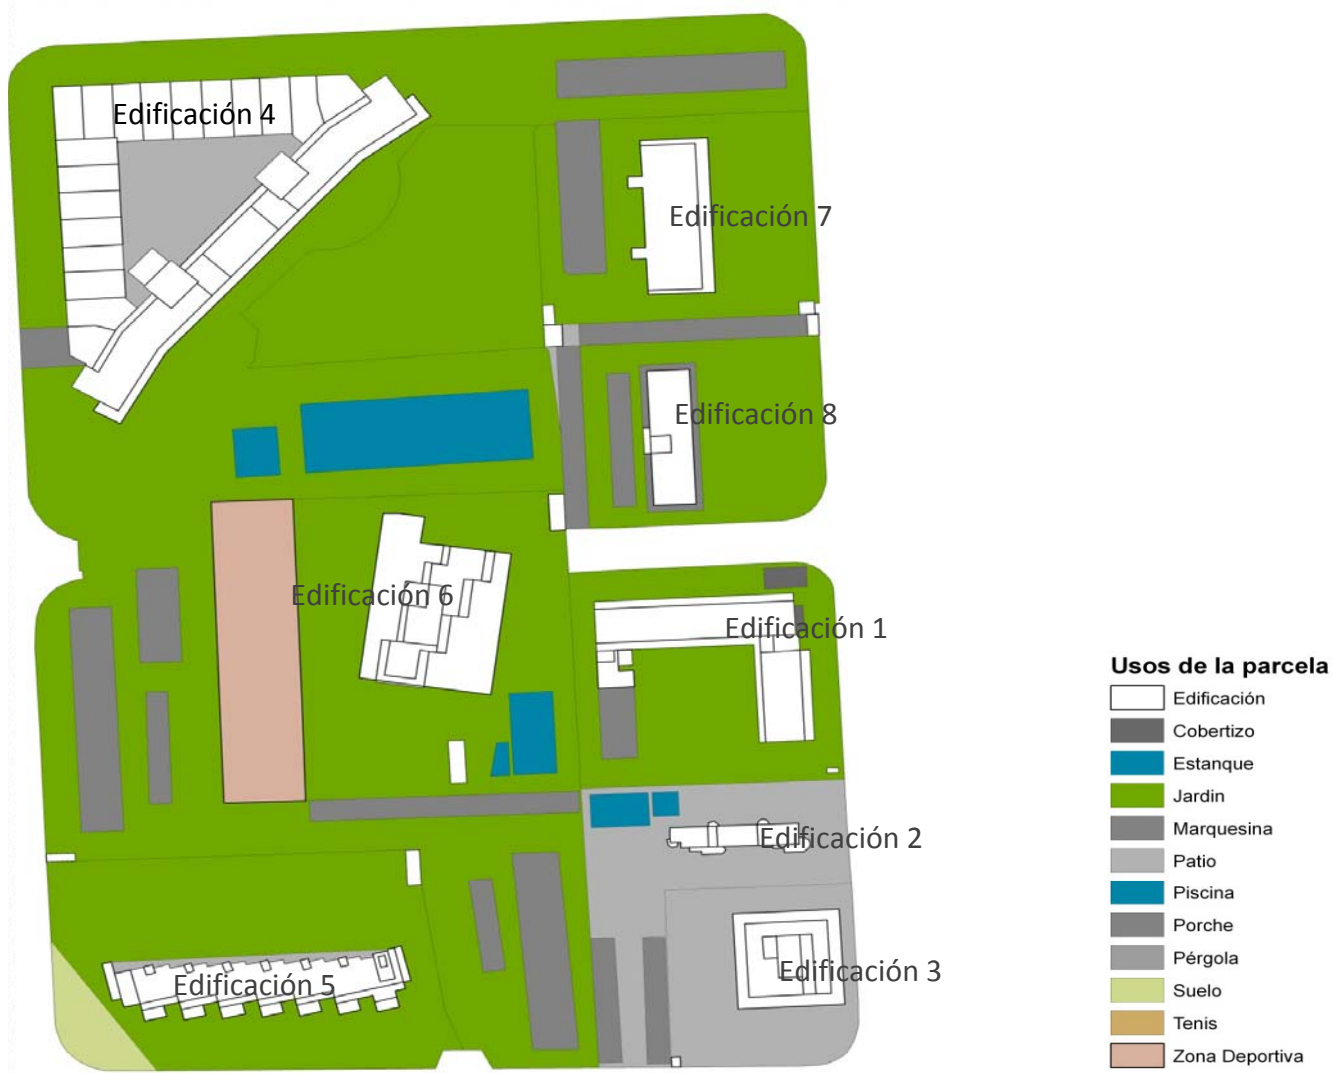 Edificación 4
Edificación 7
Edificación 8
Edificación 6
Edificación 1
Edificación 2
Edificación 3
Edificación 5
Usos de la parcela
Edificación
Cobertizo
Estanque
Jardin
Marquesina
Patio
Piscina
Porche
Pérgola
Suelo
Tenis
Zona Deportiva